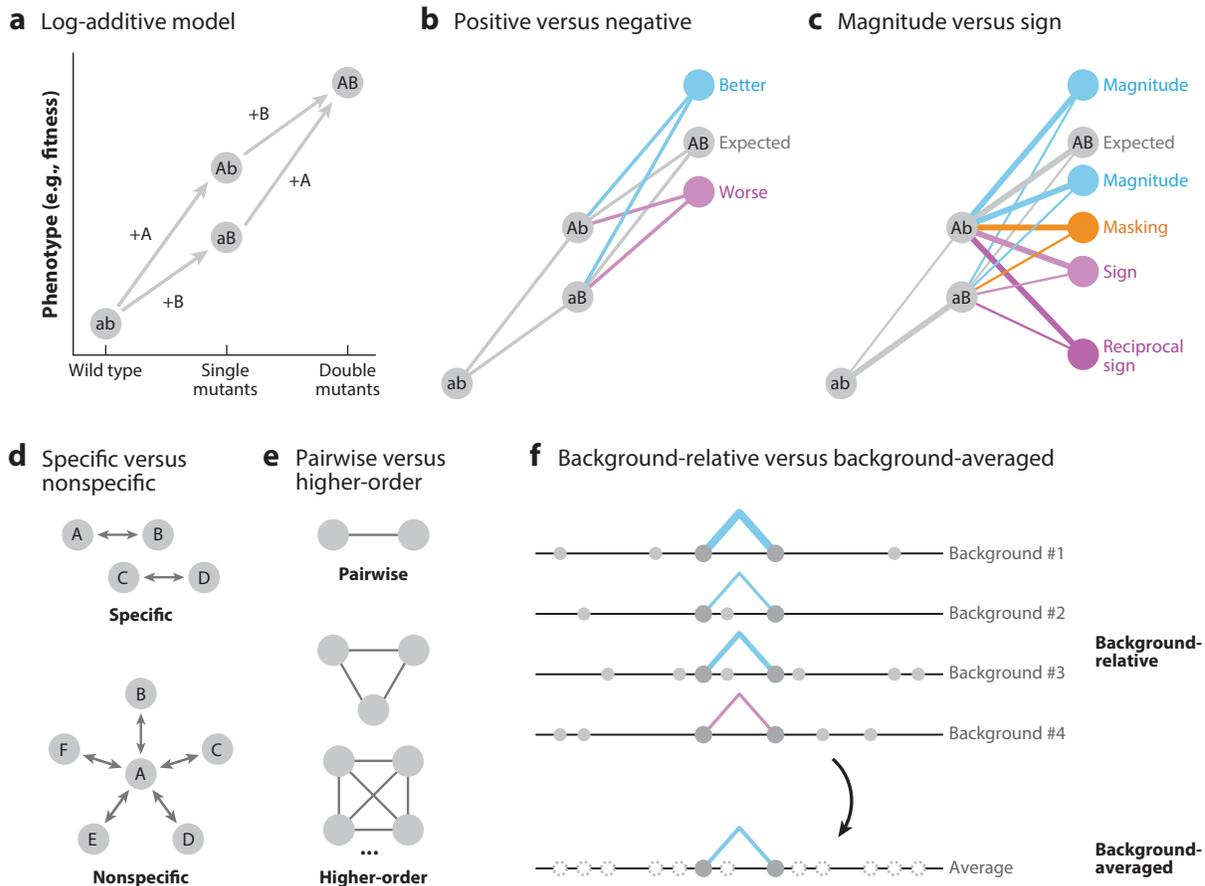 a Log-additive model
Phenotype (e.g., fitness)
AB
+B
Ab
+A
aB
+A
+B
ab
Wild type
Single
mutants
Double
mutants
b Positive versus negative
Better
AB Expected
Worse
Ab
aB
ab
c Magnitude versus sign
Magnitude
AB Expected
Magnitude
Ab
Masking
Sign
aB
Reciprocal
sign
ab
d Specific versus
nonspecific
A B
C D
Specific
B
F C
A
E D
Nonspecific
e Pairwise versus
higher-order
Pairwise
...
Higher-order
f Background-relative versus background-averaged
Background #1
Background #2
Background #3
Background #4
Background-
relative
Average
Background-
averaged